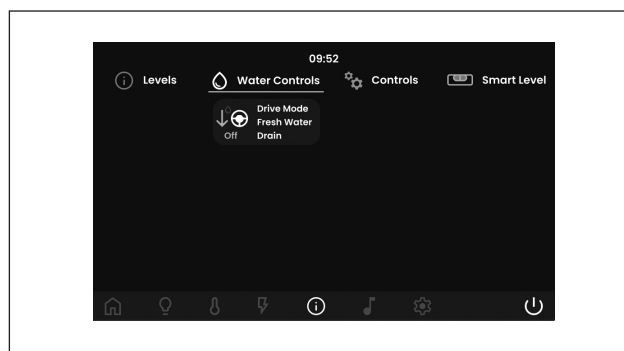 09:52
Levels
Water Controls
Controls
Smart Level
Drive Mode
Fresh Water
Drain
Off